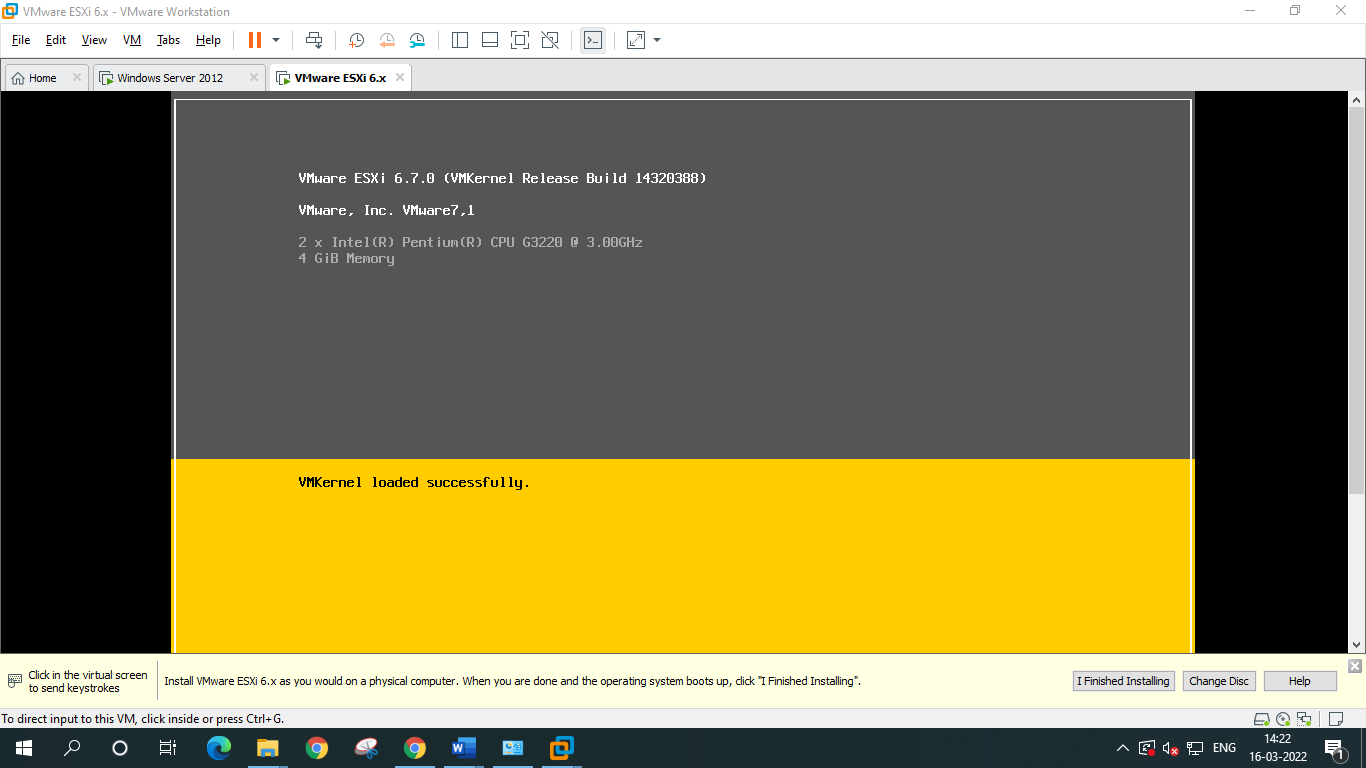 VMware ESXi 6.x - VMware Workstation
File Edit View VM Tabs Help
Home Windows Server 2012 VMware ESXi 6.x
VMware ESXi 6.7.0 (VMKernel Release Build 14320388)
VMware, Inc. VMware7,1
2 x Intel(R) Pentium(R) CPU G3220 @ 3.00GHz
4 GiB Memory
VMKernel loaded successfully.
Click in the virtual screen
to send keystrokes
Install VMware ESXi 6.x as you would on a physical computer. When you are done and the operating system boots up, click "I Finished Installing".
I Finished Installing Change Disc Help
To direct input to this VM, click inside or press Ctrl+G.
ENG
14:22
16-03-2022
1